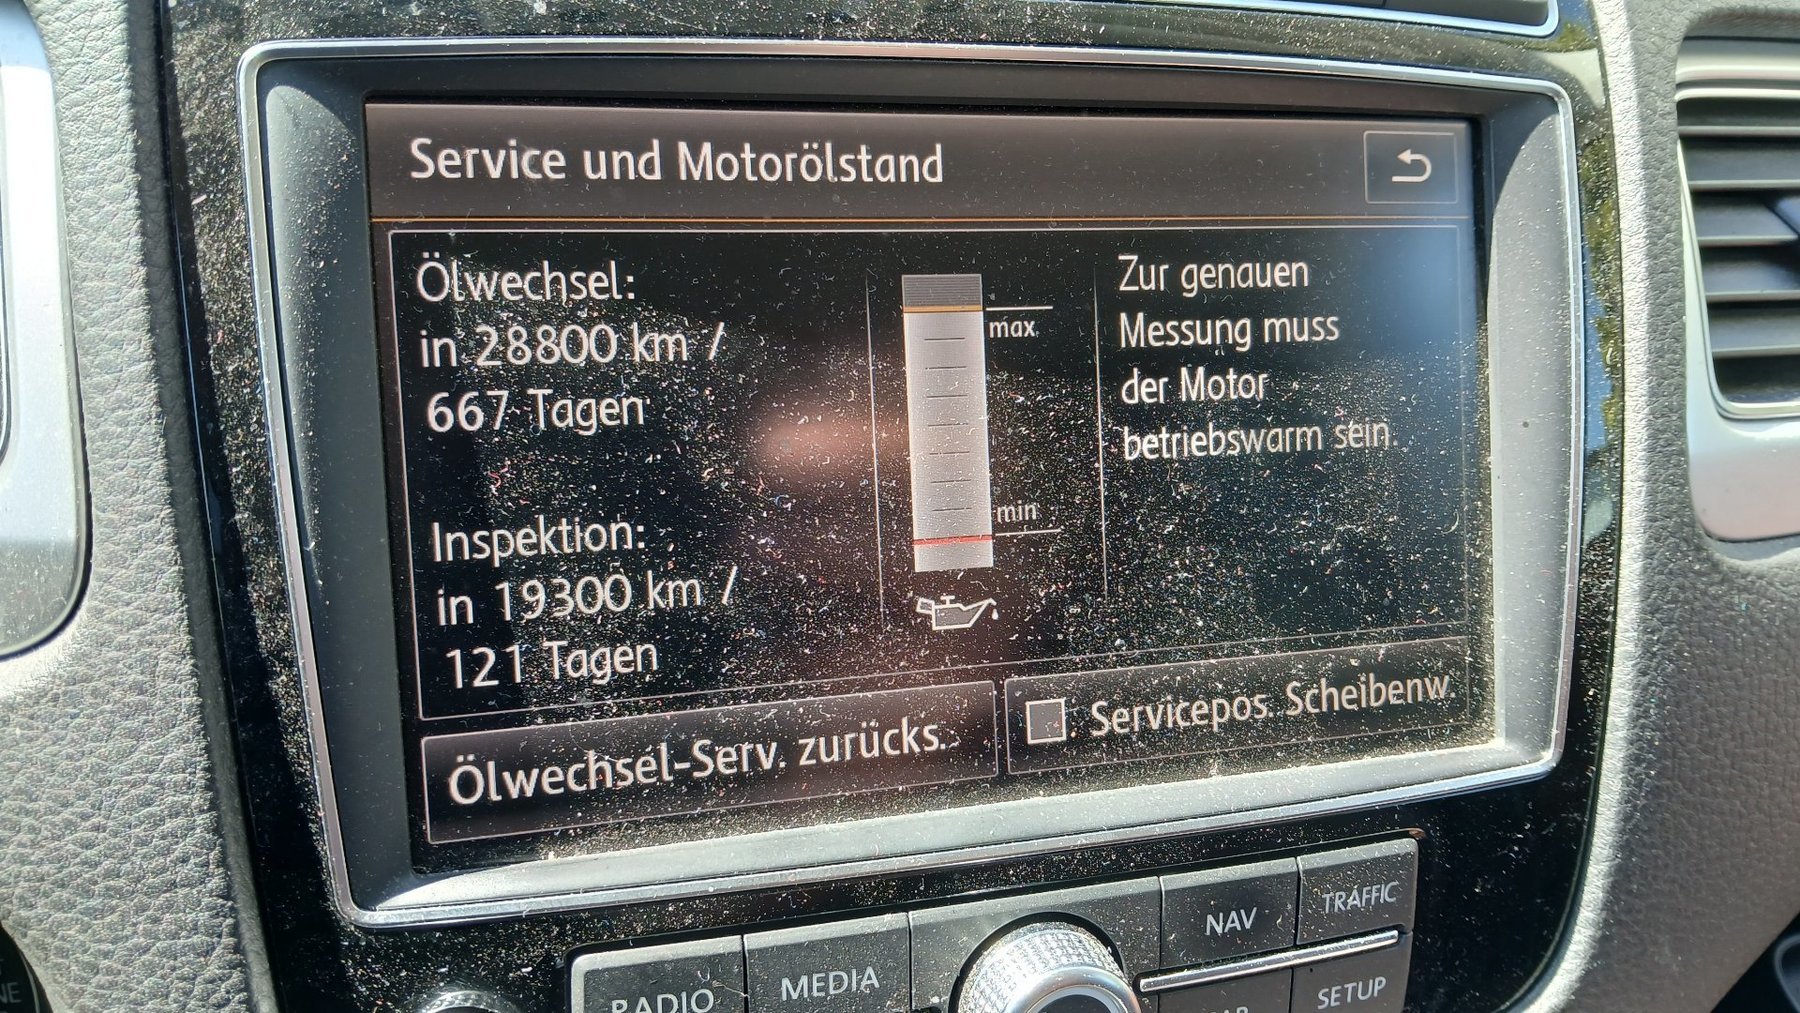 Service und Motorölstand
Ölwechsel:
in 28800 km /
667 Tagen
Inspektion:
in 19300 km /
121 Tagen
max
min
Zur genauen
Messung muss
der Motor
betriebswarm sein.
Ölwechsel-Serv. zurücks.
Servicepos. Scheibenw.
RADIO
MEDIA
NAV
TRAFFIC
SETUP